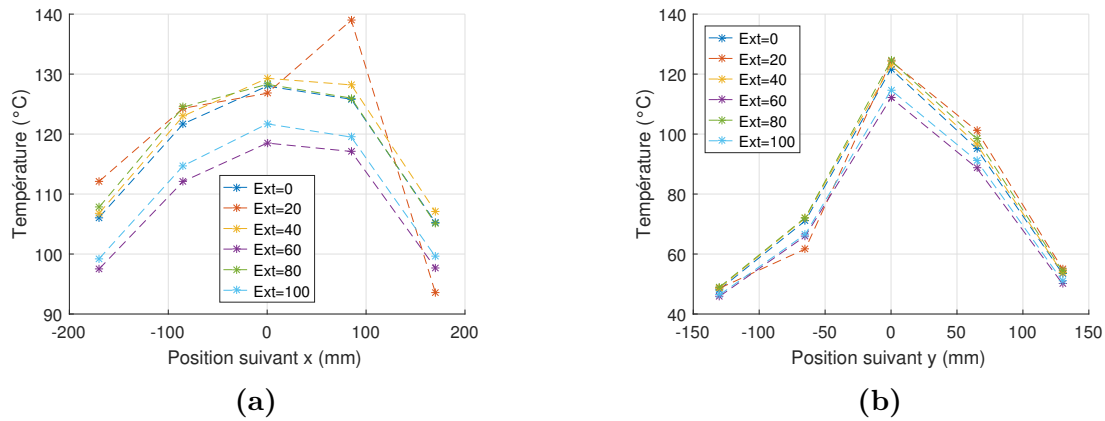 140
130
120
110
100
90
-200
-100
0
100
200
Température (°C)
Position suivant x (mm)
Ext=0
Ext=20
Ext=40
Ext=60
Ext=80
Ext=100
(a)
140
120
100
80
60
40
-150
-100
-50
0
50
100
150
Température (°C)
Position suivant y (mm)
Ext=0
Ext=20
Ext=40
Ext=60
Ext=80
Ext=100
(b)